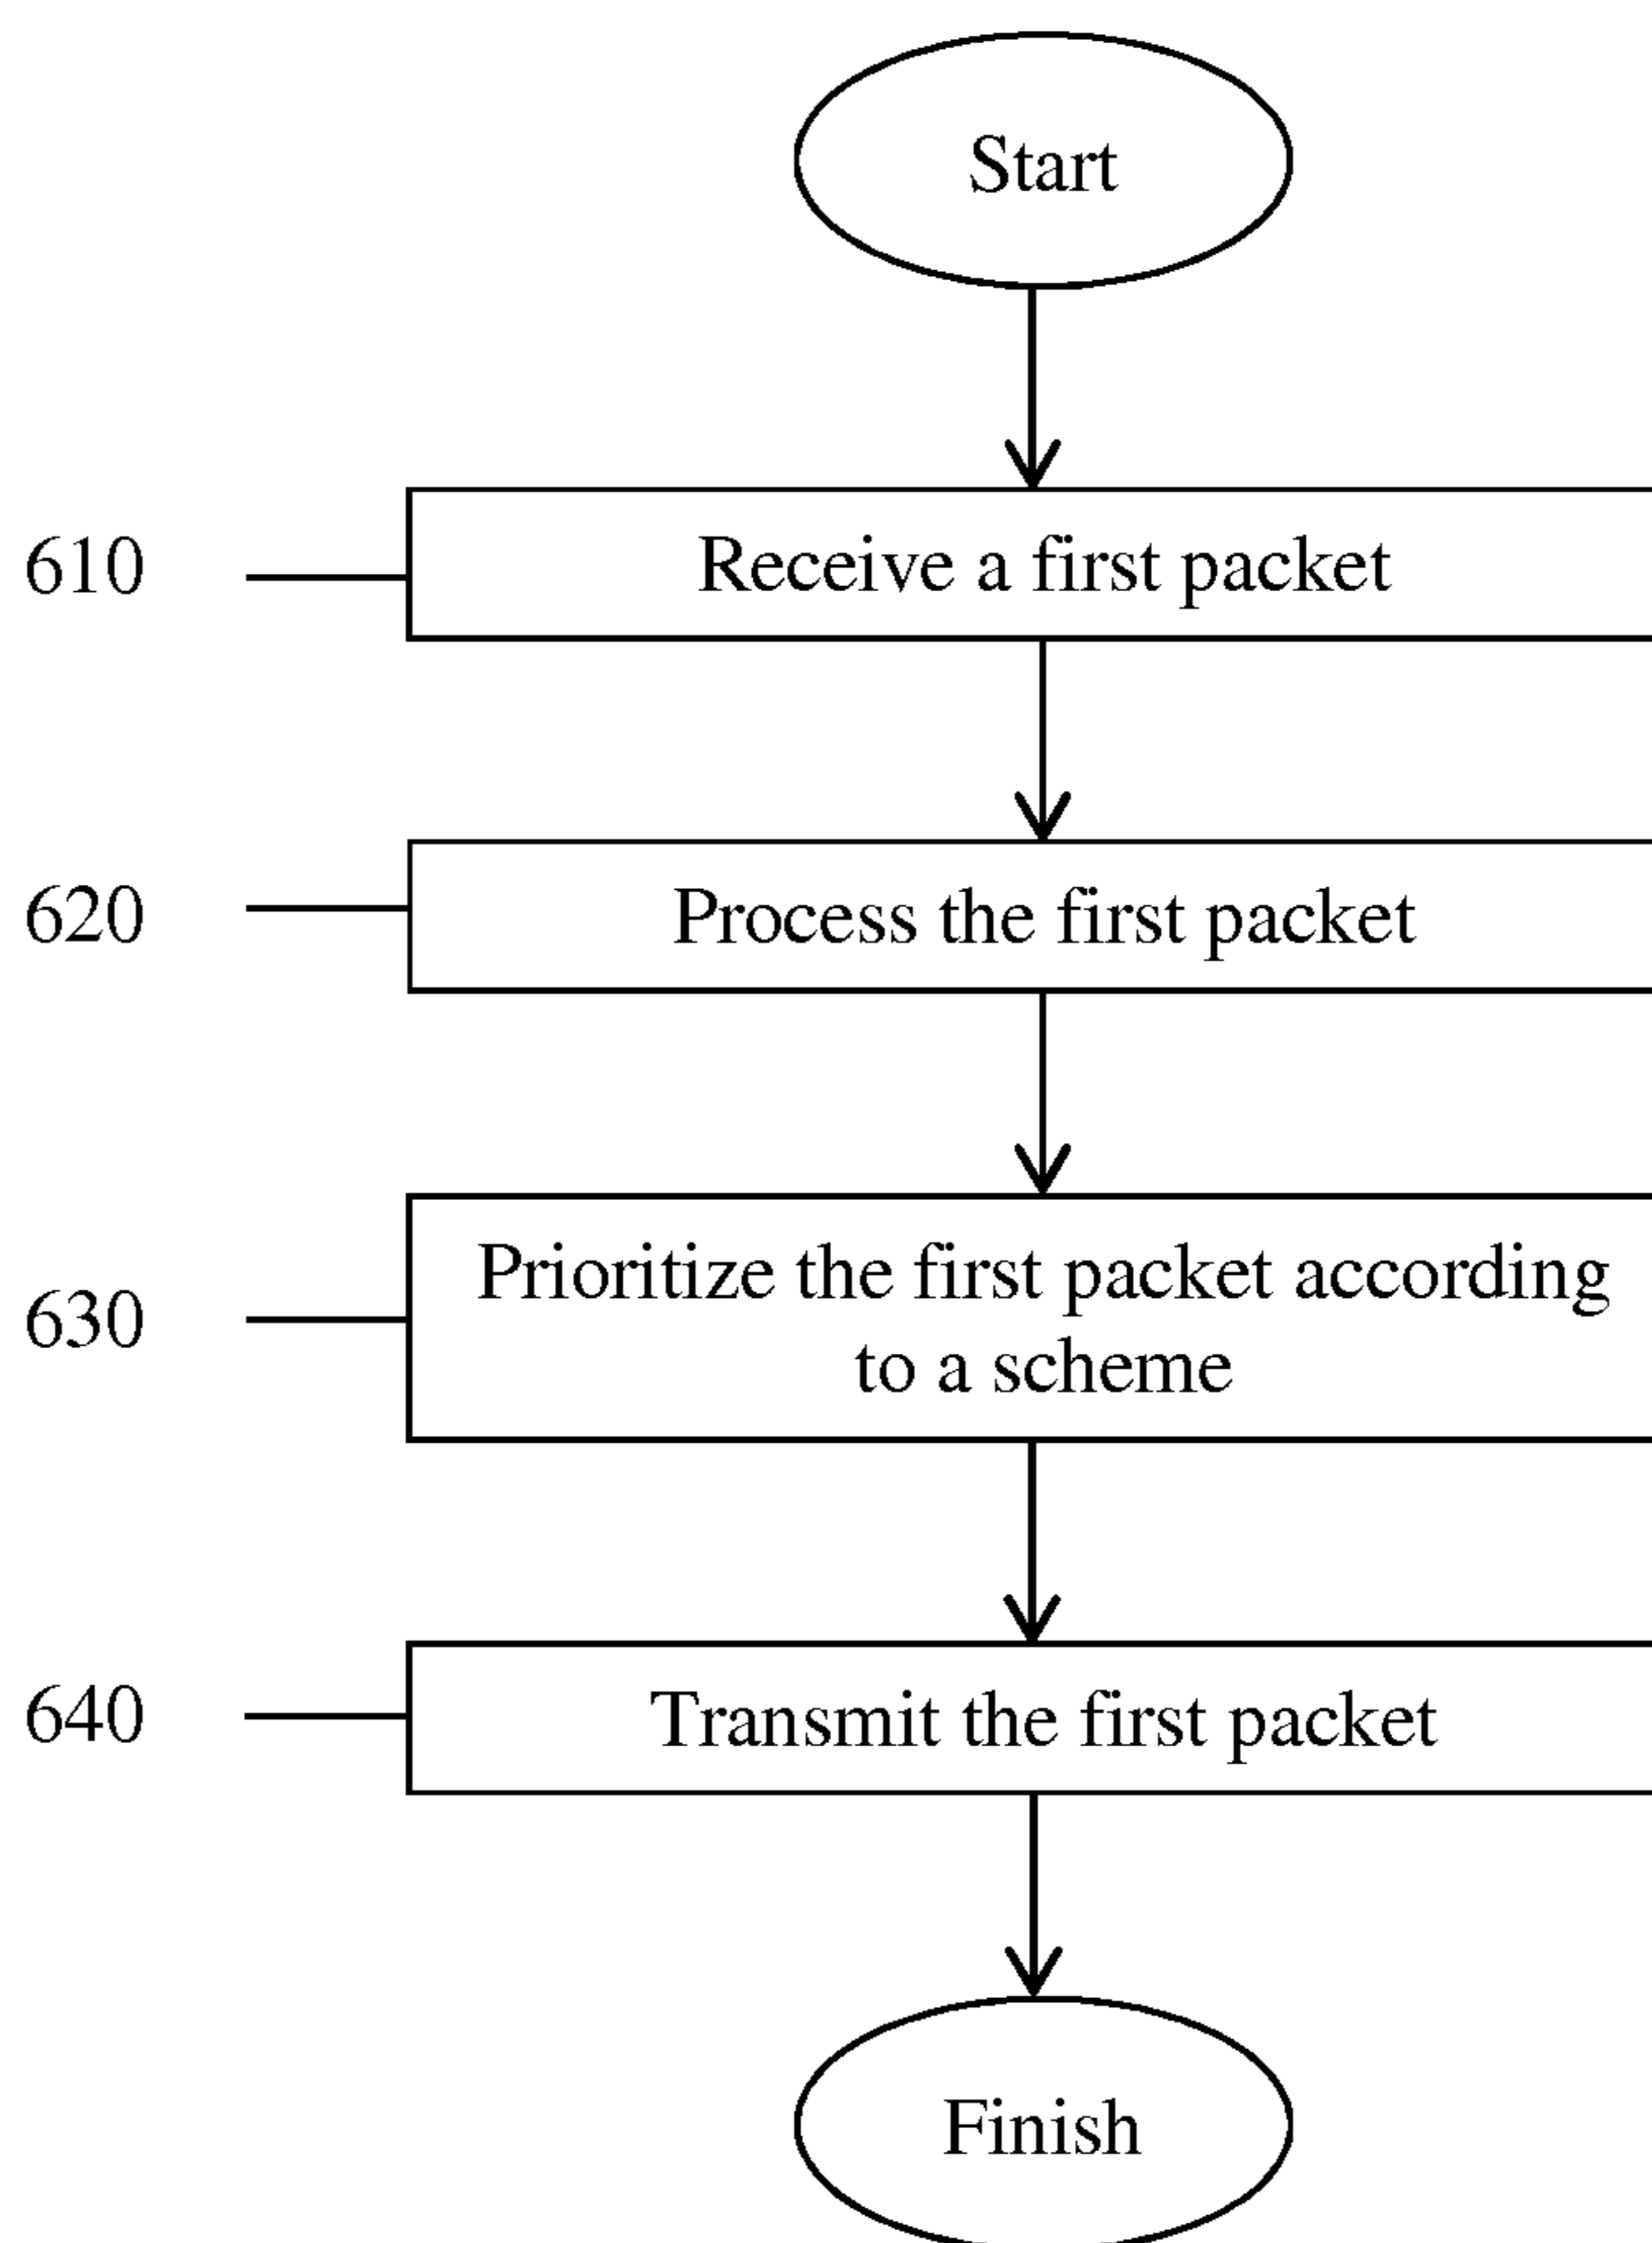 Start
610
Receive a first packet
620
Process the first packet
630
Prioritize the first packet according
to a scheme
640
Transmit the first packet
Finish